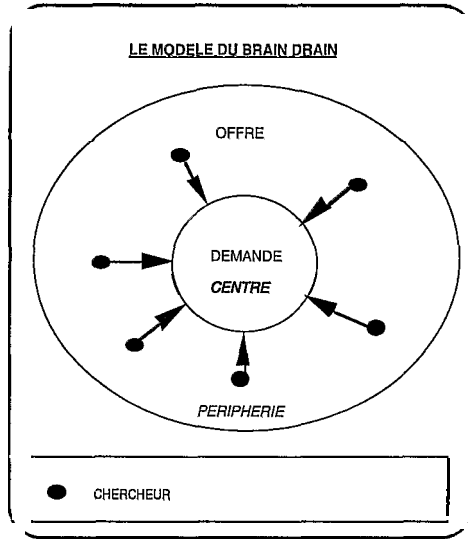 LE MODELE DU BRAIN DRAIN
OFFRE
DEMANDE
CENTRE
PERIPHERIE
CHERCHEUR